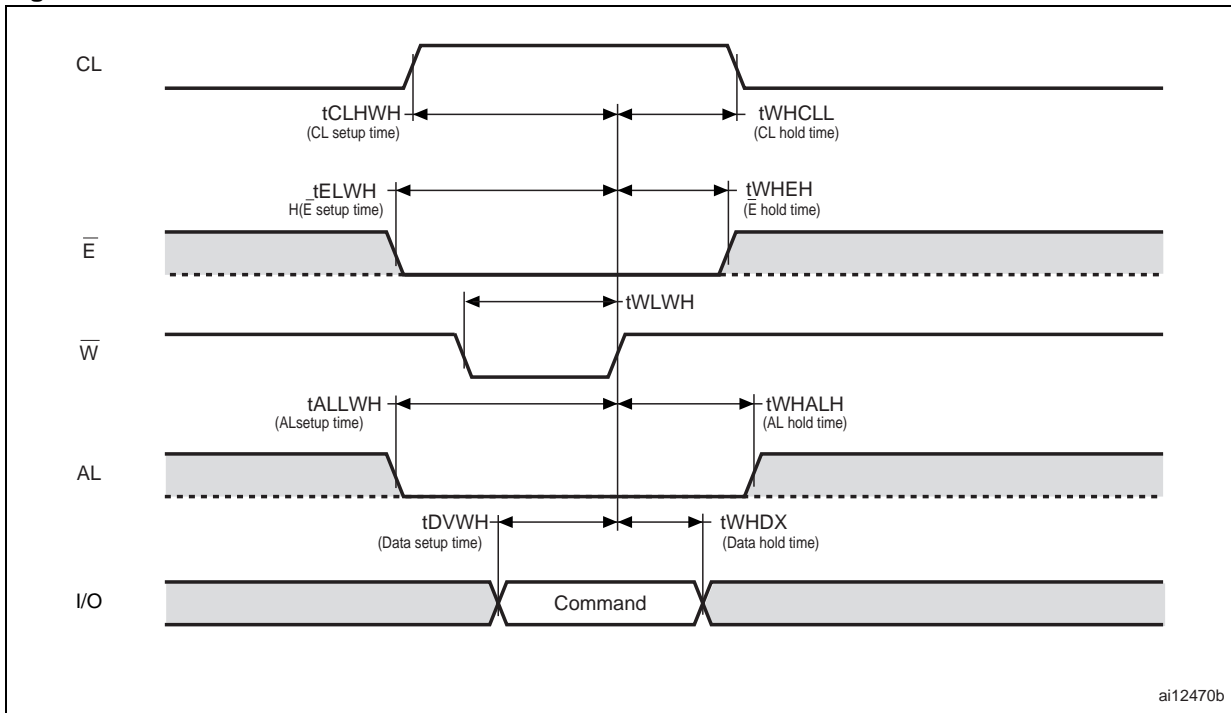 CL
tCLHWH
(CL setup time)
tWHCLL
(CL hold time)
tELWH
H(E̅ setup time)
tWHEH
(E̅ hold time)
E̅
tWLWH
W̅
tALLWH
(ALsetup time)
tWHALH
(AL hold time)
AL
tDVWH
(Data setup time)
tWHDX
(Data hold time)
I/O
Command
ai12470b